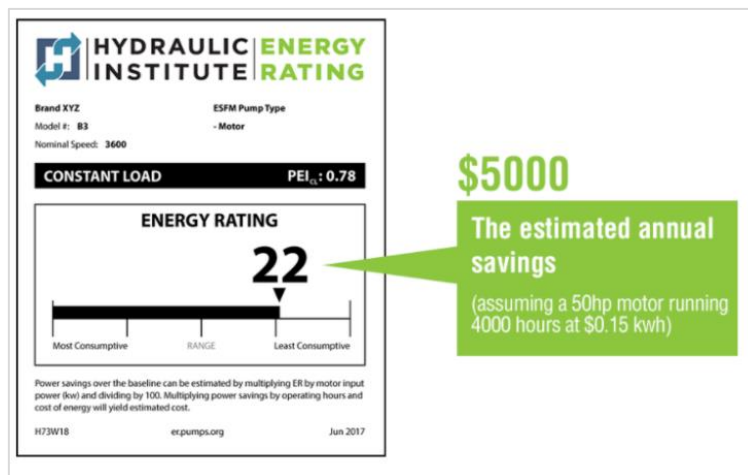 HYDRAULIC ENERGY
INSTITUTE RATING
Brand XYZ ESFM Pump Type
Model #: B3 - Motor
Nominal Speed: 3600
CONSTANT LOAD PEICL: 0.78
ENERGY RATING
22
Most Consumptive RANGE Least Consumptive
Power savings over the baseline can be estimated by multiplying ER by motor input
power (kw) and dividing by 100. Multiplying power savings by operating hours and
cost of energy will yield estimated cost.
H73W18 er.pumps.org Jun 2017
$5000
The estimated annual
savings
(assuming a 50hp motor running
4000 hours at $0.15 kwh)